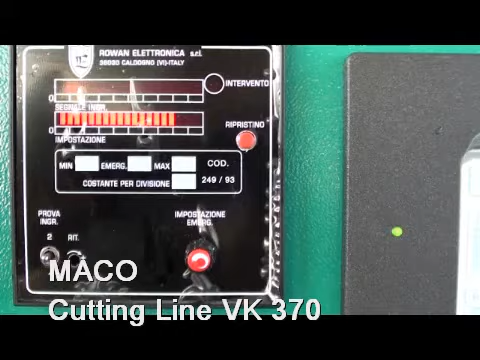 ROWAN ELETTRONICA s.r.l.
36030 CALDOGNO (VI)-ITALY
INTERVENTO
0
SEGNALE INGR.
0
IMPOSTAZIONE
RIPRISTINO
MIN EMERG. MAX COD.
COSTANTE PER DIVISIONE 249 / 93
PROVA INGR.
IMPOSTAZIONE EMERG.
2 RIT.
MACO
Cutting Line VK 370